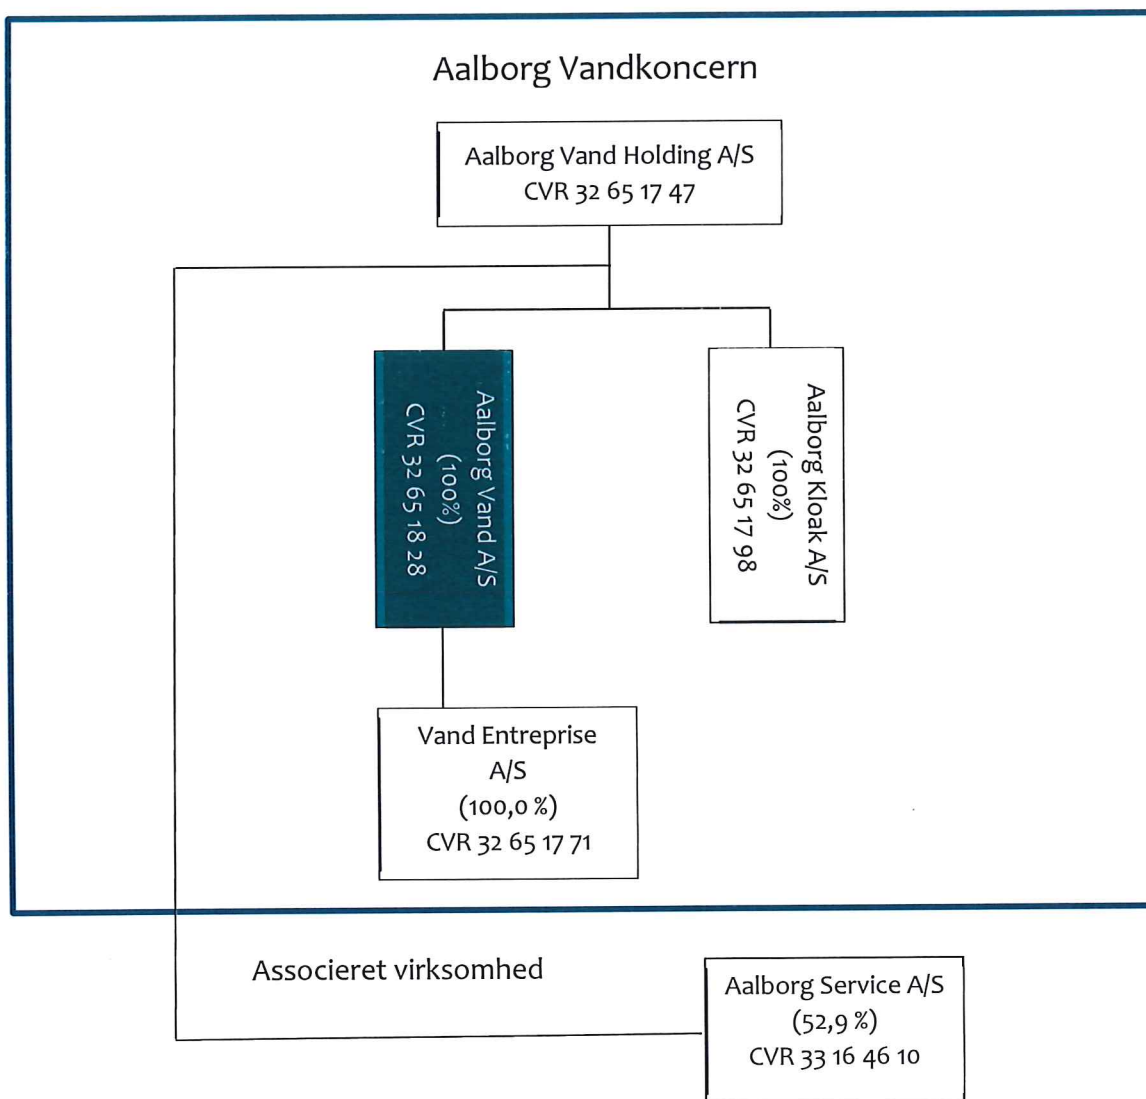 Aalborg Vandkoncern
Aalborg Vand Holding A/S
CVR 32 65 17 47
Aalborg Vand A/S
(100%)
CVR 32 65 18 28
Aalborg Kloak A/S
(100%)
CVR 32 65 17 98
Vand Entreprise
A/S
(100,0 %)
CVR 32 65 17 71
Associeret virksomhed
Aalborg Service A/S
(52,9 %)
CVR 33 16 46 10